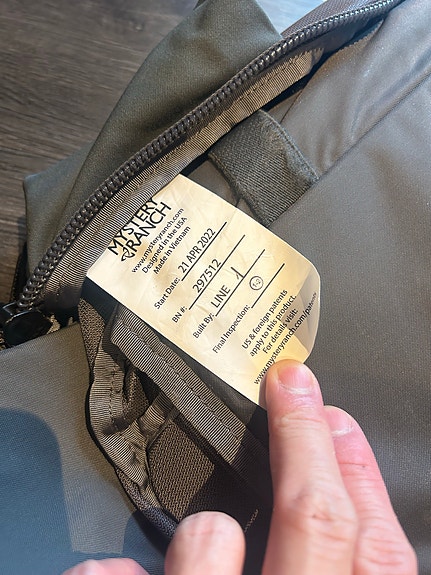 MYSTERY
RANCH
www.mysteryranch.com
Designed in the USA
Made in Vietnam
Start Date: 21 APR 2022
BN #: 297512
Built By: LINE 1
Final Inspection:
US & foreign patents
apply to this product.
For details visit:
www.mysteryranch.com/patents